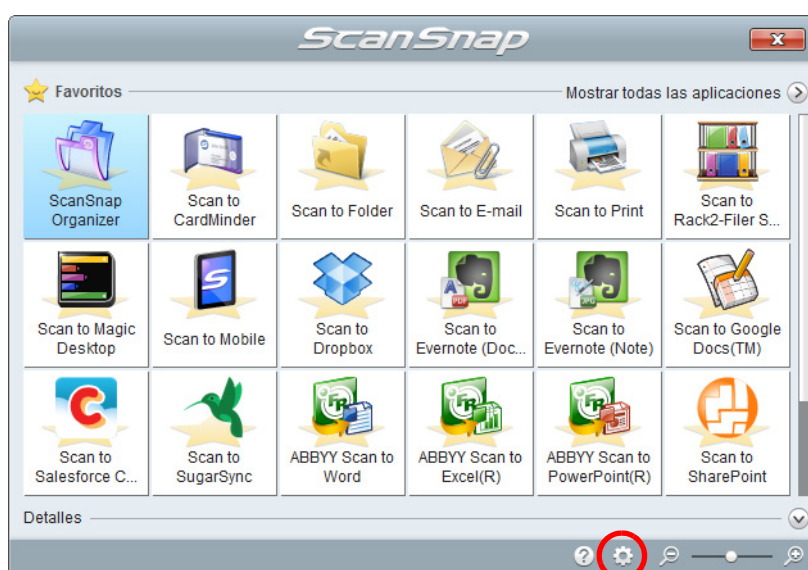 ScanSnap
Favoritos
Mostrar todas las aplicaciones
ScanSnap
Organizer
Scan to
CardMinder
Scan to Folder
Scan to E-mail
Scan to Print
Scan to
Rack2-Filer S...
Scan to Magic
Desktop
Scan to Mobile
Scan to
Dropbox
Scan to
Evernote (Doc...
Scan to
Evernote (Note)
Scan to Google
Docs(TM)
Scan to
Salesforce C...
Scan to
SugarSync
ABBYY Scan to
Word
ABBYY Scan to
Excel(R)
ABBYY Scan to
PowerPoint(R)
Scan to
SharePoint
Detalles